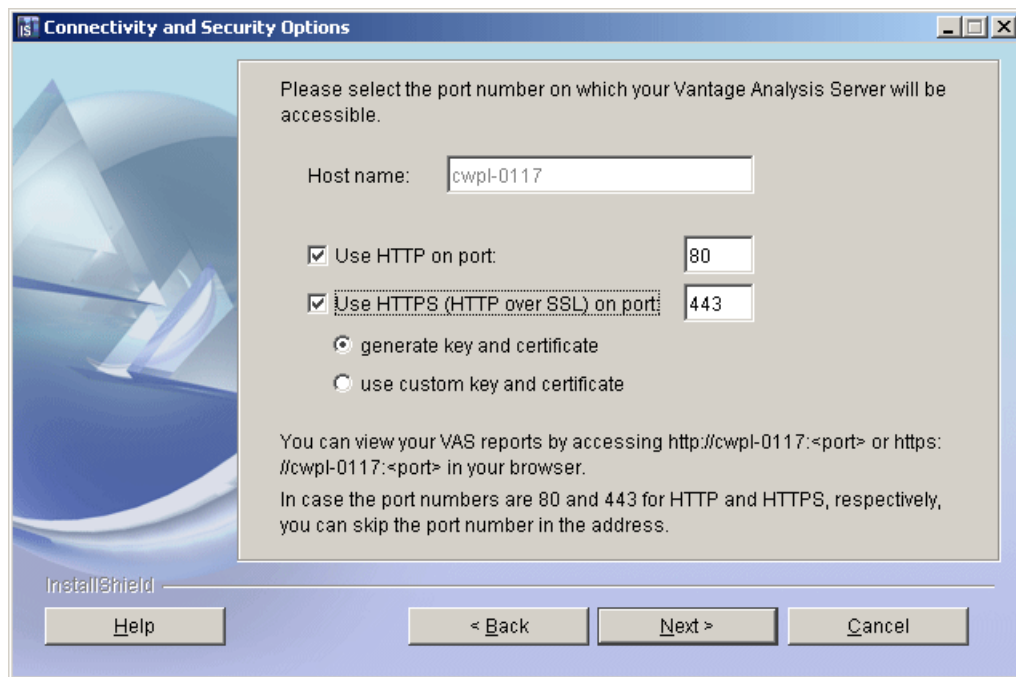 Connectivity and Security Options
Please select the port number on which your Vantage Analysis Server will be
accessible.
Host name: cwpl-0117
Use HTTP on port: 80
Use HTTPS (HTTP over SSL) on port: 443
generate key and certificate
use custom key and certificate
You can view your VAS reports by accessing http://cwpl-0117:<port> or https:
//cwpl-0117:<port> in your browser.
In case the port numbers are 80 and 443 for HTTP and HTTPS, respectively,
you can skip the port number in the address.
InstallShield
Help < Back Next > Cancel